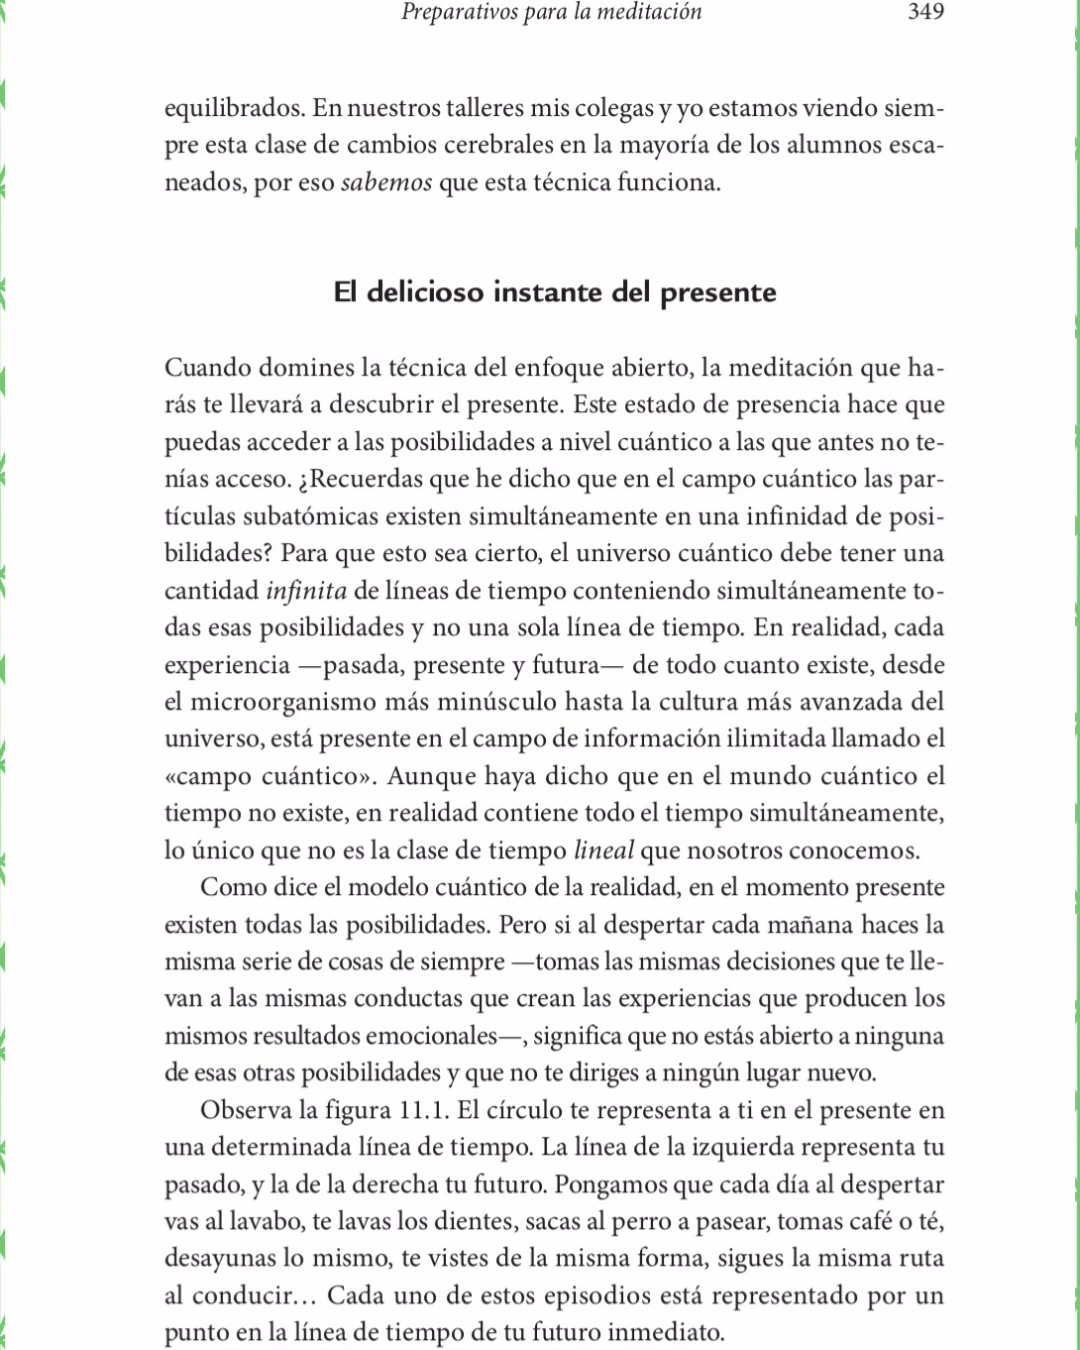 Preparativos para la meditación 349
equilibrados. En nuestros talleres mis colegas y yo estamos viendo siem-
pre esta clase de cambios cerebrales en la mayoría de los alumnos esca-
neados, por eso sabemos que esta técnica funciona.
El delicioso instante del presente
Cuando domines la técnica del enfoque abierto, la meditación que ha-
rás te llevará a descubrir el presente. Este estado de presencia hace que
puedas acceder a las posibilidades a nivel cuántico a las que antes no te-
nías acceso. ¿Recuerdas que he dicho que en el campo cuántico las par-
tículas subatómicas existen simultáneamente en una infinidad de posi-
bilidades? Para que esto sea cierto, el universo cuántico debe tener una
cantidad infinita de líneas de tiempo conteniendo simultáneamente to-
das esas posibilidades y no una sola línea de tiempo. En realidad, cada
experiencia —pasada, presente y futura— de todo cuanto existe, desde
el microorganismo más minúsculo hasta la cultura más avanzada del
universo, está presente en el campo de información ilimitada llamado el
«campo cuántico». Aunque haya dicho que en el mundo cuántico el
tiempo no existe, en realidad contiene todo el tiempo simultáneamente,
lo único que no es la clase de tiempo lineal que nosotros conocemos.
Como dice el modelo cuántico de la realidad, en el momento presente
existen todas las posibilidades. Pero si al despertar cada mañana haces la
misma serie de cosas de siempre —tomas las mismas decisiones que te lle-
van a las mismas conductas que crean las experiencias que producen los
mismos resultados emocionales—, significa que no estás abierto a ninguna
de esas otras posibilidades y que no te diriges a ningún lugar nuevo.
Observa la figura 11.1. El círculo te representa a ti en el presente en
una determinada línea de tiempo. La línea de la izquierda representa tu
pasado, y la de la derecha tu futuro. Pongamos que cada día al despertar
vas al lavabo, te lavas los dientes, sacas al perro a pasear, tomas café o té,
desayunas lo mismo, te vistes de la misma forma, sigues la misma ruta
al conducir… Cada uno de estos episodios está representado por un
punto en la línea de tiempo de tu futuro inmediato.